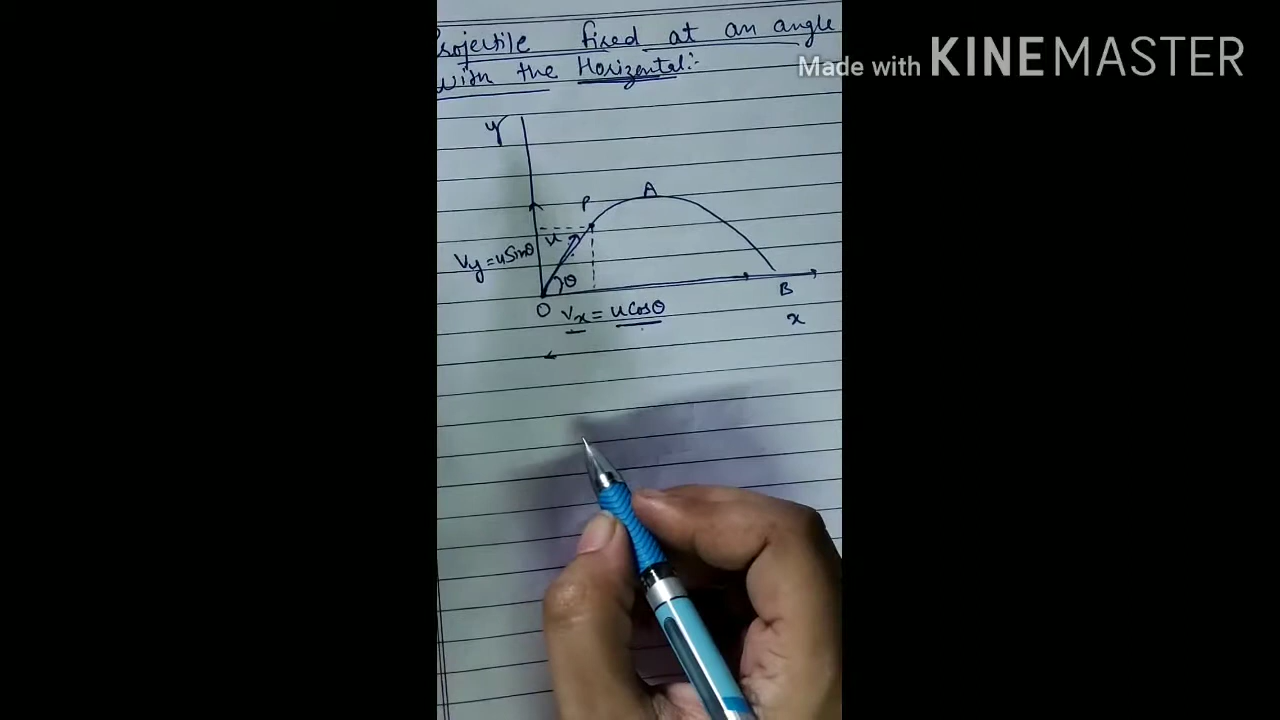 Projectile fired at an angle
with the Horizontal:-
Made with KINEMASTER
y
A
P
u
Vy = uSinθ
θ
O
B
Vx = uCosθ
x